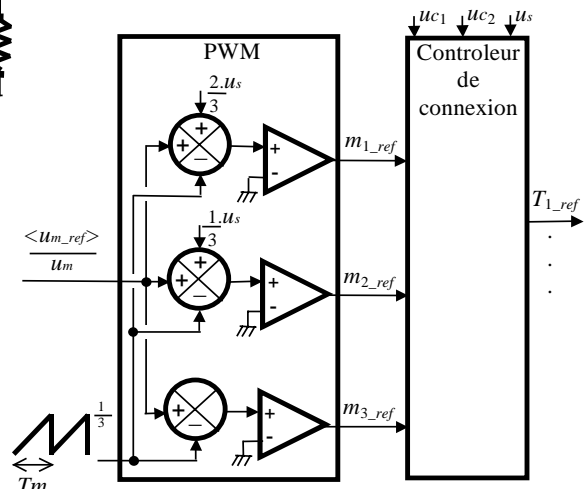 uc1 uc2 us
PWM
Controleur
de
connexion
2.us
3
+
+
−
+
-
m1_ref
T1_ref
.
.
.
<um_ref>
um
1.us
3
+
+
−
+
-
m2_ref
+
−
+
-
m3_ref
1
3
Tm